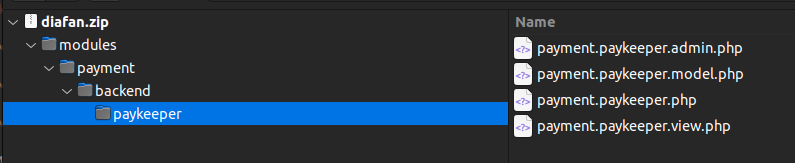 diafan.zip
modules
payment
backend
paykeeper
Name
payment.paykeeper.admin.php
payment.paykeeper.model.php
payment.paykeeper.php
payment.paykeeper.view.php